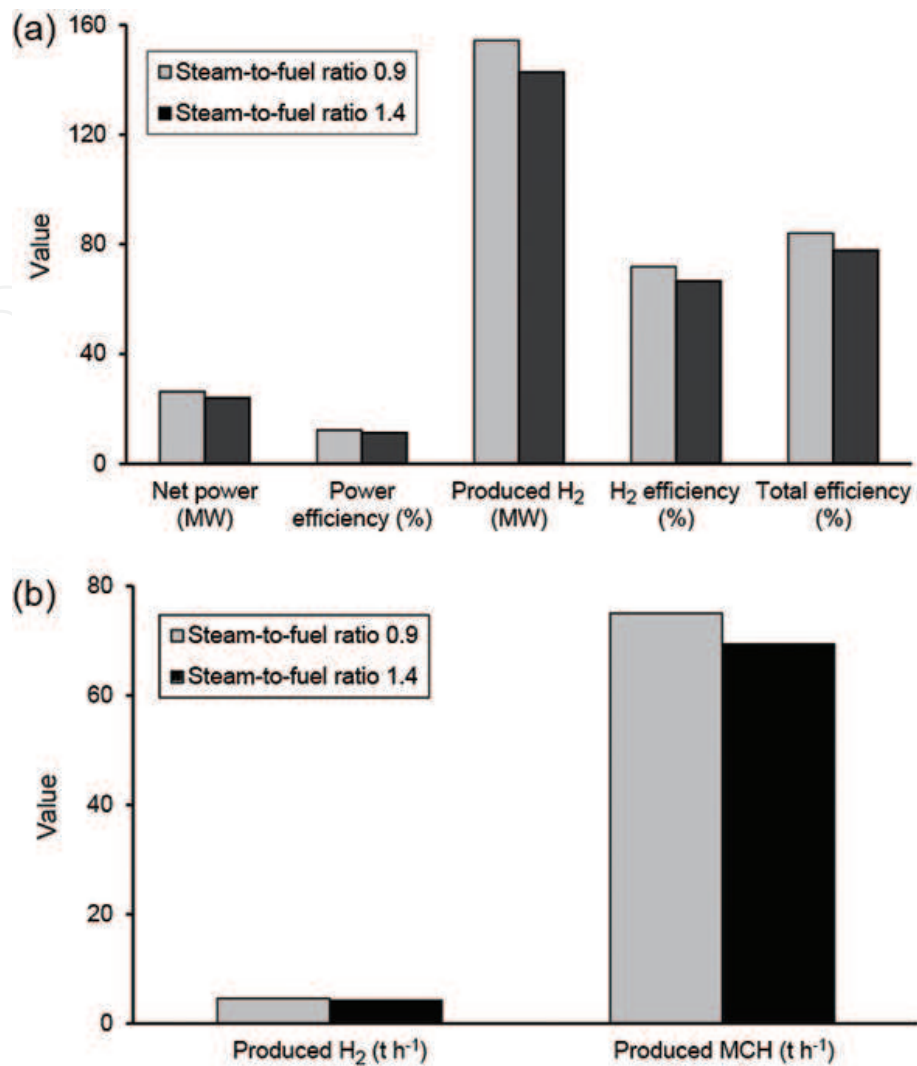 (a)
160
120
80
40
0
Value
Steam-to-fuel ratio 0.9
Steam-to-fuel ratio 1.4
Net power (MW)
Power efficiency (%)
Produced H₂ (MW)
H₂ efficiency (%)
Total efficiency (%)
(b)
80
60
40
20
0
Value
Steam-to-fuel ratio 0.9
Steam-to-fuel ratio 1.4
Produced H₂ (t h⁻¹)
Produced MCH (t h⁻¹)